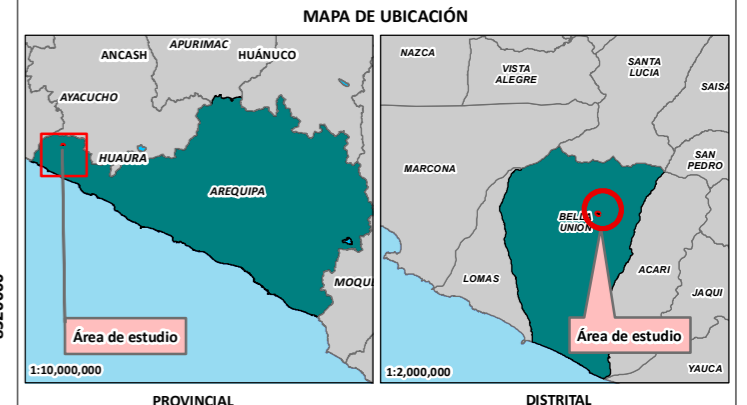 MAPA DE UBICACIÓN
ANCASH
APURIMAC
HUÁNUCO
AYACUCHO
HUAURA
AREQUIPA
MOQU
Área de estudio
1:10,000,000
PROVINCIAL
NAZCA
VISTA
ALEGRE
SANTA
LUCIA
SAISA
MARCONA
SAN
PEDRO
BELLA
UNION
LOMAS
ACARI
JAQUI
Área de estudio
1:2,000,000
YAUCA
DISTRITAL